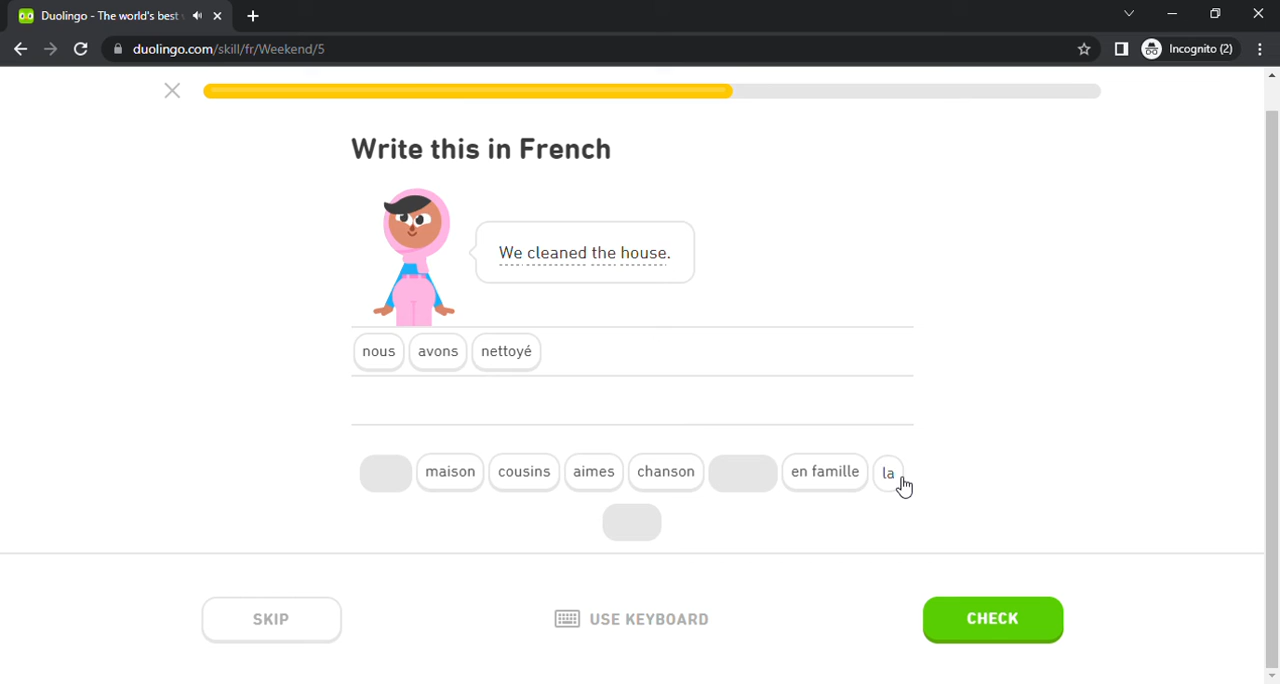 Duolingo - The world's best
duolingo.com/skill/fr/Weekend/5
Incognito (2)
Write this in French
We cleaned the house.
nous avons nettoyé
maison cousins aimes chanson en famille la
SKIP USE KEYBOARD CHECK